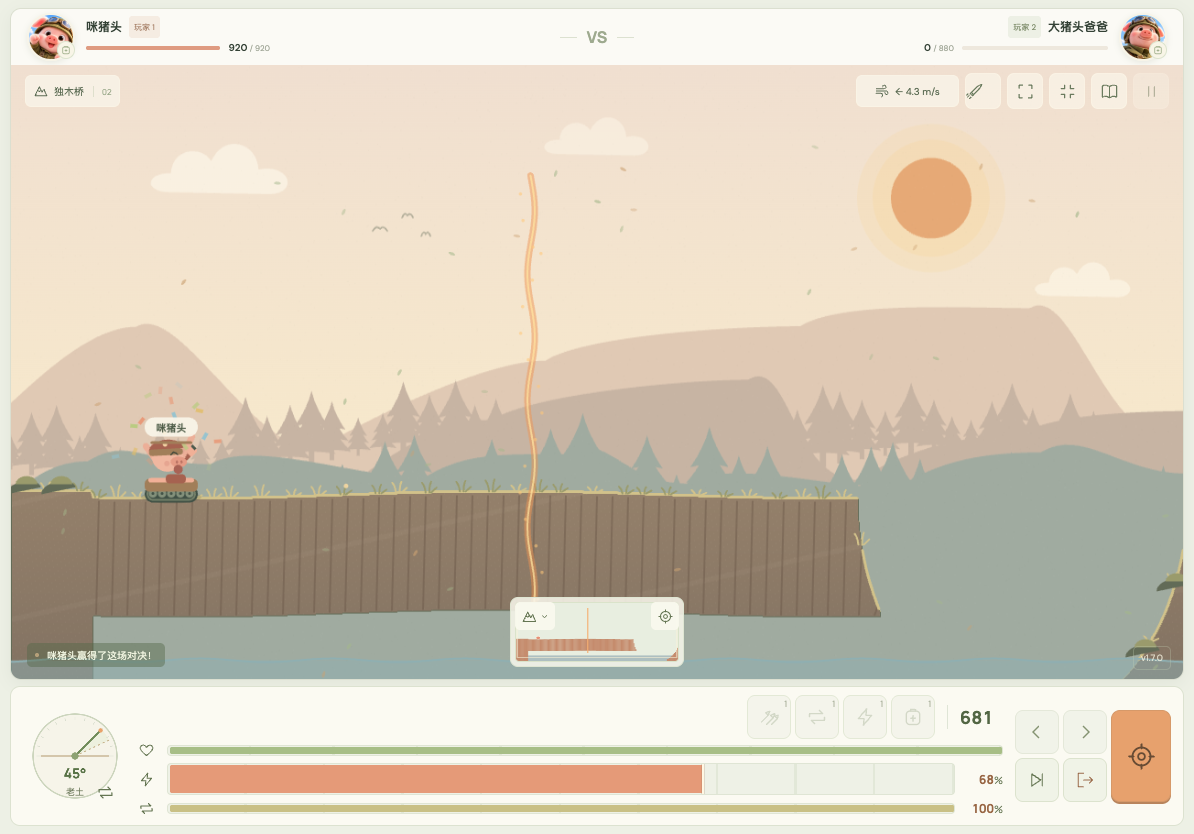 咪猪头 玩家 1
920 / 920
VS
玩家 2 大猪头爸爸
0 / 880
独木桥 02
← 4.3 m/s
咪猪头
咪猪头赢得了这场对决！
v1.7.0
1 1 1 1
681
45°
老土
68%
100%